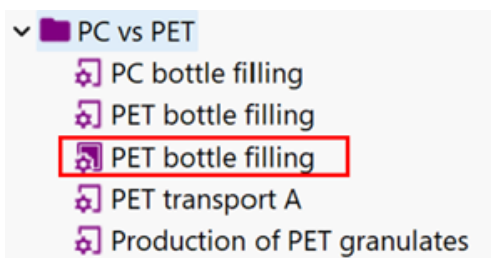 PC vs PET
PC bottle filling
PET bottle filling
PET bottle filling
PET transport A
Production of PET granulates